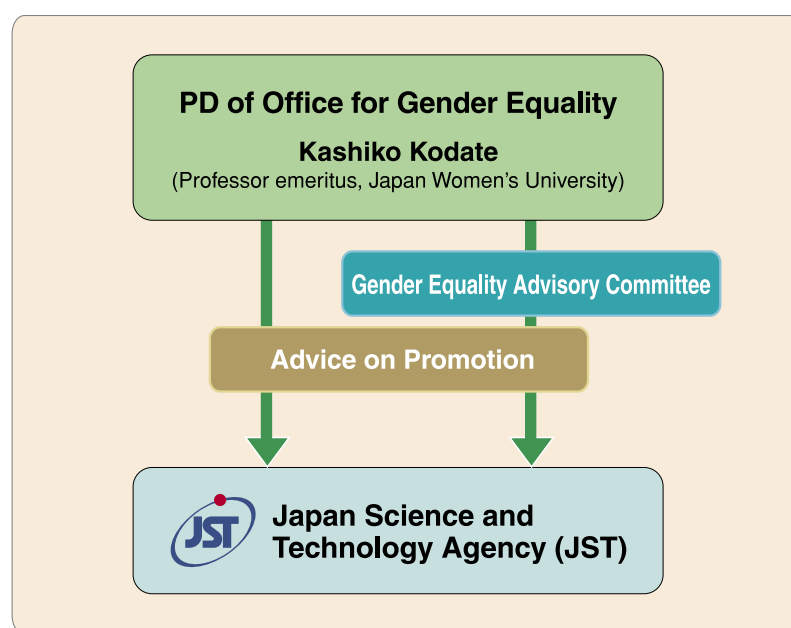 PD of Office for Gender Equality
Kashiko Kodate
(Professor emeritus, Japan Women’s University)
Gender Equality Advisory Committee
Advice on Promotion
JST
Japan Science and
Technology Agency (JST)